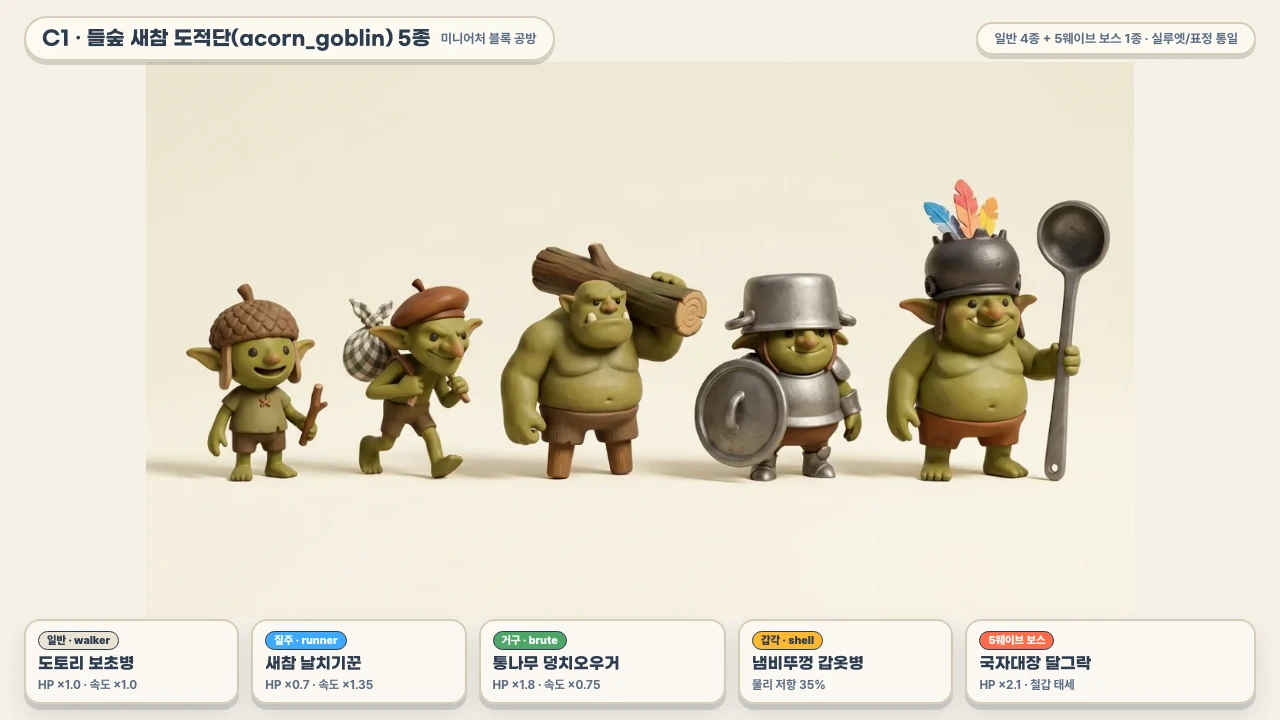 C1 · 들숲 새참 도적단(acorn_goblin) 5종 미니어처 블록 공방
일반 4종 + 5웨이브 보스 1종 · 실루엣/표정 통일
일반 · walker
도토리 보초병
HP ×1.0 · 속도 ×1.0
질주 · runner
새참 날치기꾼
HP ×0.7 · 속도 ×1.35
거구 · brute
통나무 덩치오우거
HP ×1.8 · 속도 ×0.75
갑각 · shell
냄비뚜껑 갑옷병
물리 저항 35%
5웨이브 보스
국자대장 달그락
HP ×2.1 · 철갑 태세